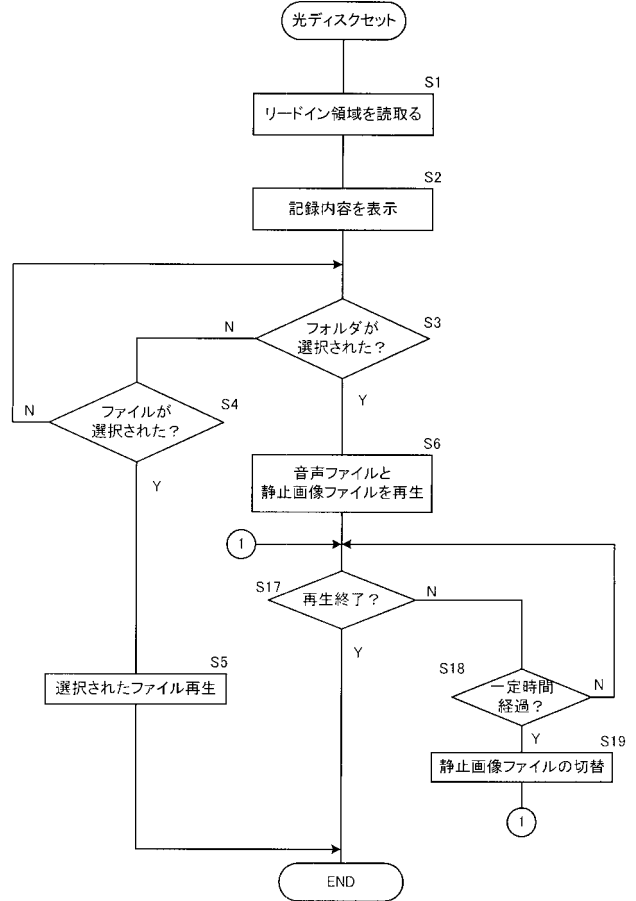 光ディスクセット
S1
リードイン領域を読取る
S2
記録内容を表示
S3
フォルダが
選択された？
N
Y
S4
ファイルが
選択された？
N
Y
S6
音声ファイルと
静止画像ファイルを再生
1
S17
再生終了？
N
Y
S5
選択されたファイル再生
S18
一定時間
経過？
N
Y
S19
静止画像ファイルの切替
1
END